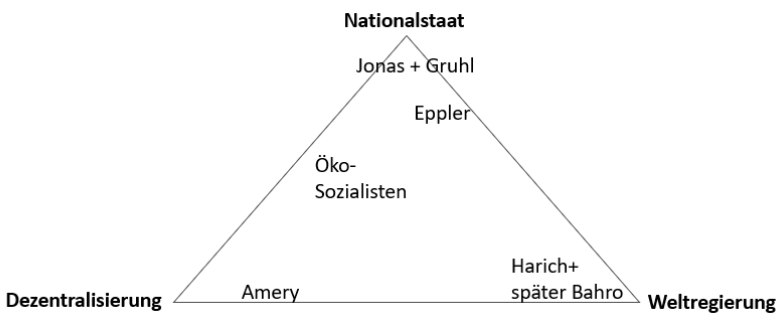 Nationalstaat
Jonas + Gruhl
Eppler
Öko-
Sozialisten
Harich+
später Bahro
Amery
Dezentralisierung
Weltregierung